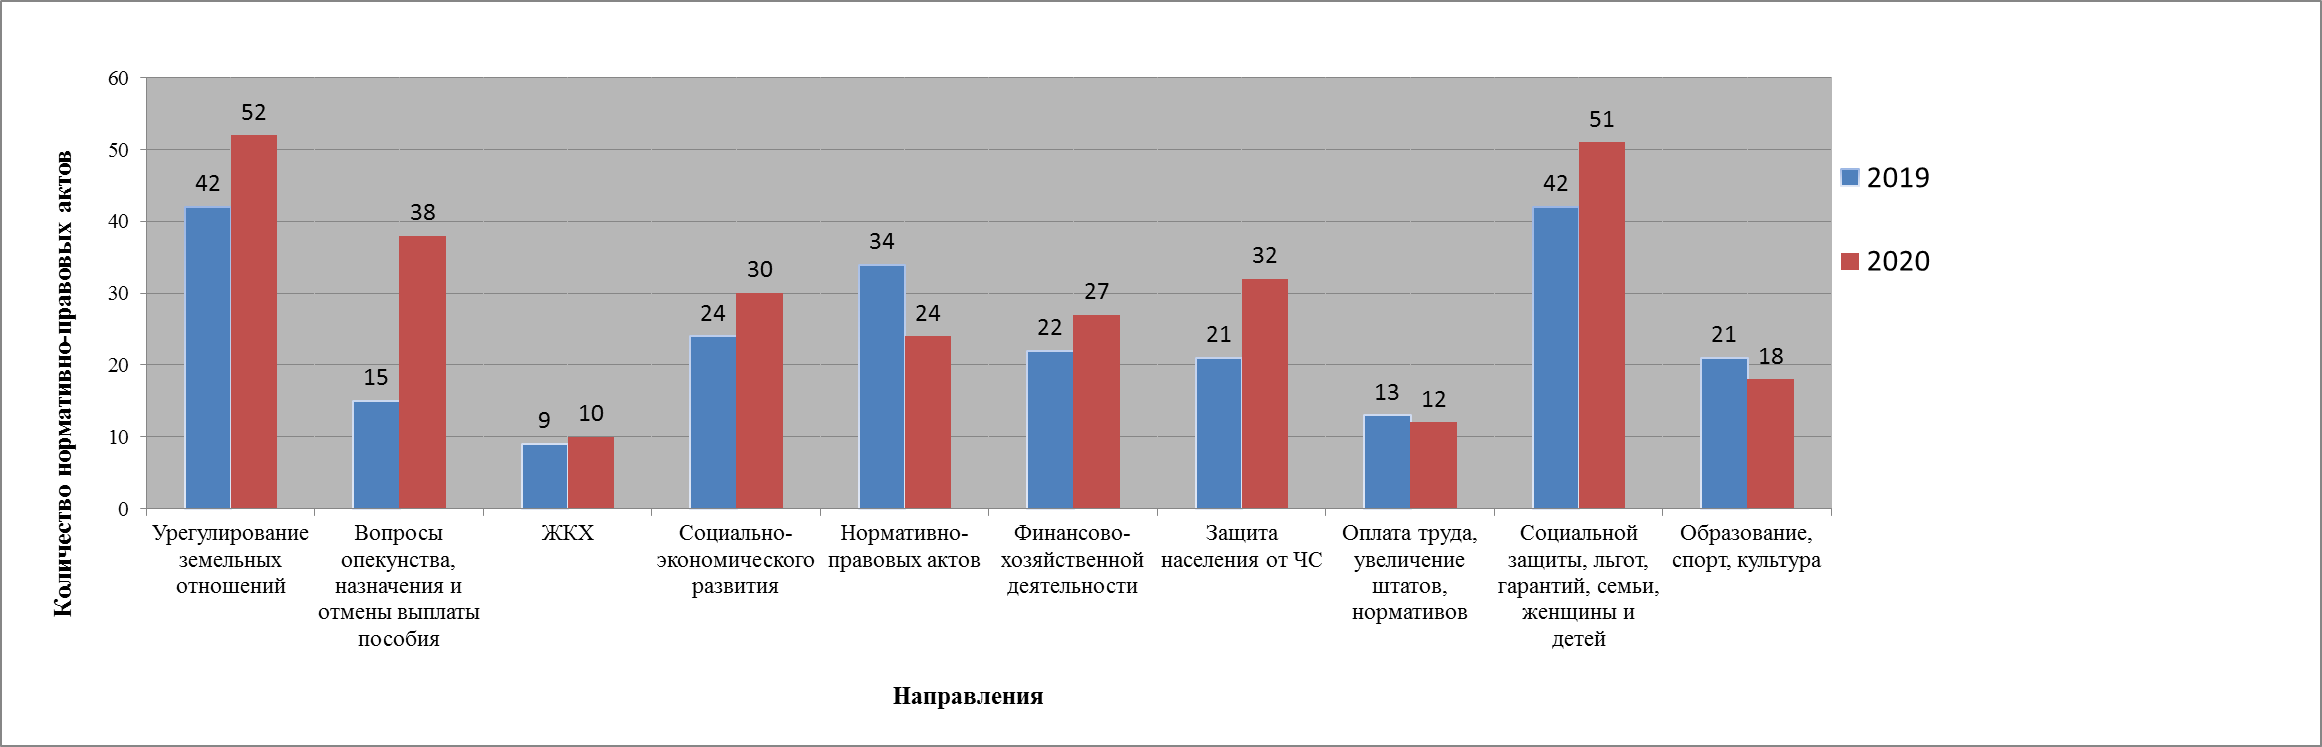 Количество нормативно-правовых актов
60
50
40
30
20
10
0
42
52
15
38
9
10
24
30
34
24
22
27
21
32
13
12
42
51
21
18
Урегулирование
земельных
отношений
Вопросы
опекунства,
назначения и
отмены выплаты
пособия
ЖКХ
Социально-
экономического
развития
Нормативно-
правовых актов
Финансово-
хозяйственной
деятельности
Защита
населения от ЧС
Оплата труда,
увеличение
штатов,
нормативов
Социальной
защиты, льгот,
гарантий, семьи,
женщины и
детей
Образование,
спорт, культура
Направления
2019
2020